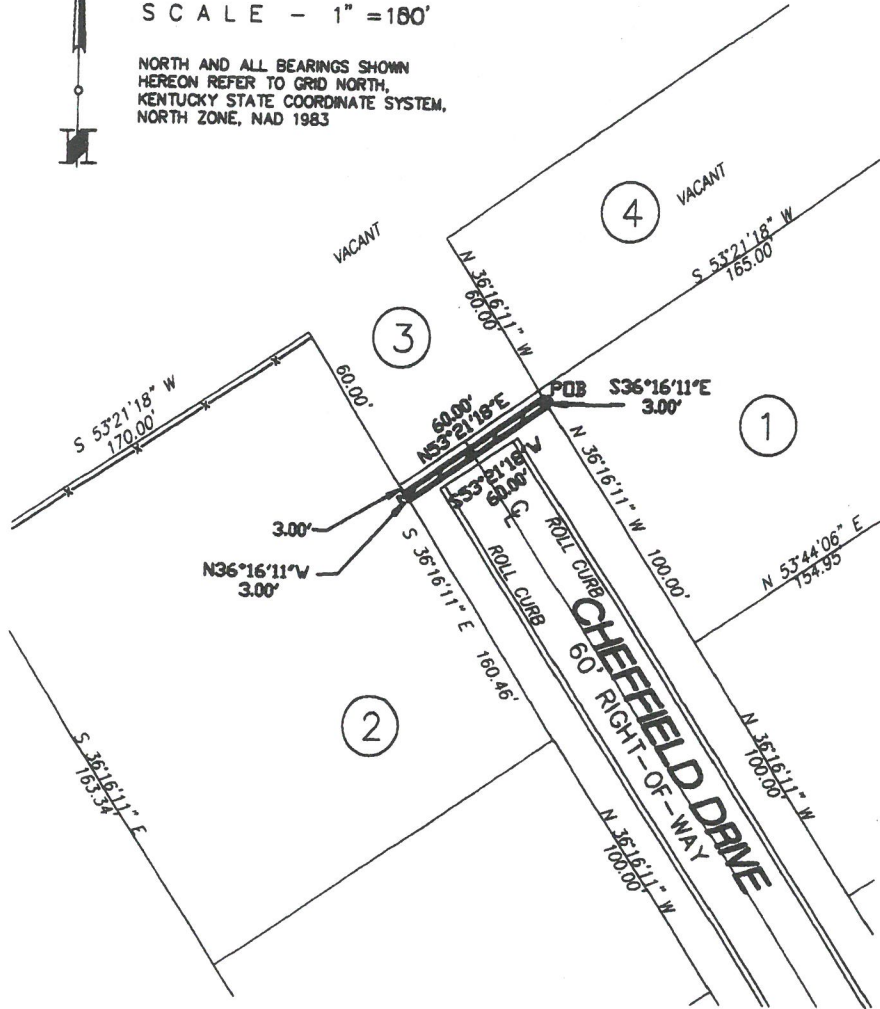 SCALE - 1" =100'
NORTH AND ALL BEARINGS SHOWN
HEREON REFER TO GRID NORTH,
KENTUCKY STATE COORDINATE SYSTEM,
NORTH ZONE, NAD 1983
VACANT
4
VACANT
N 36°16'11" W
60.00'
S 53°21'18" W
165.00'
3
60.00'
S 53°21'18" W
170.00'
60.00'
N53°21'18"E
POB
S36°16'11"E
3.00'
1
S53°21'18"W
60.00'
N 36°16'11" W
100.00'
3.00'
N36°16'11"W
3.00'
S 36°16'11" E
160.46'
ROLL CURB
CL
ROLL CURB
N 53°44'06" E
154.95
CHEFFIELD DRIVE
60' RIGHT-OF-WAY
2
S 36°16'11" E
163.34'
N 36°16'11" W
100.00'
N 36°16'11" W
100.00'